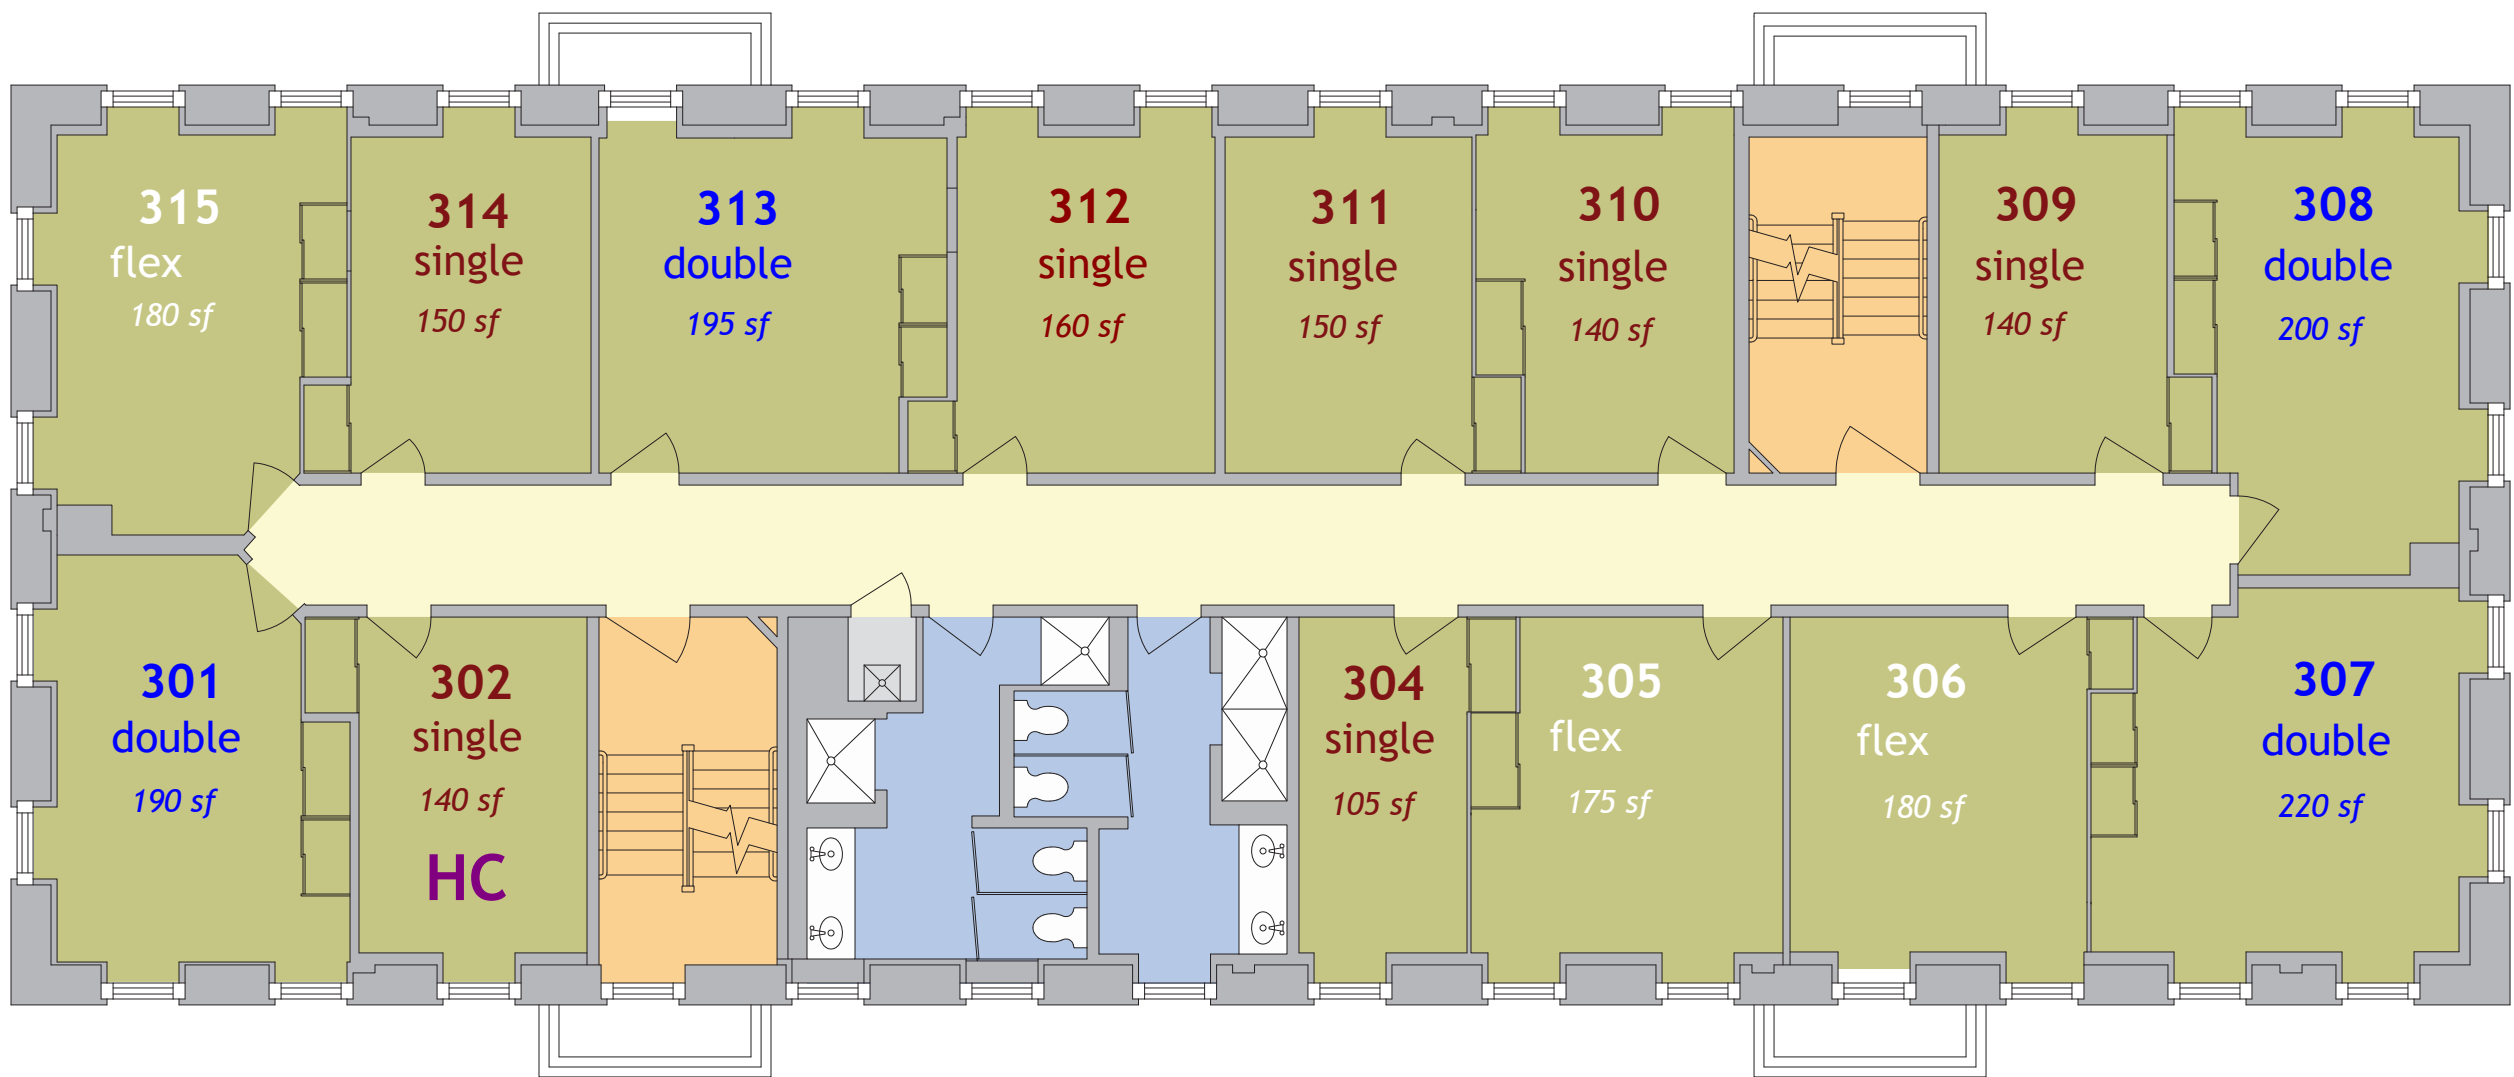 315
flex
180 sf
314
single
150 sf
313
double
195 sf
312
single
160 sf
311
single
150 sf
310
single
140 sf
309
single
140 sf
308
double
200 sf
301
double
190 sf
302
single
140 sf
HC
304
single
105 sf
305
flex
175 sf
306
flex
180 sf
307
double
220 sf